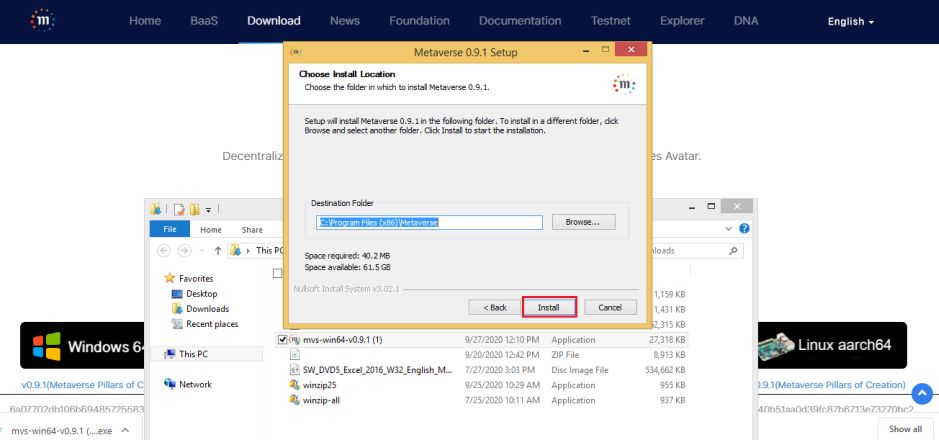 m
Home BaaS Download News Foundation Documentation Testnet Explorer DNA English
Metaverse 0.9.1 Setup
Choose Install Location
Choose the folder in which to install Metaverse 0.9.1.
m
Setup will install Metaverse 0.9.1 in the following folder. To install in a different folder, click
Browse and select another folder. Click Install to start the installation.
Decentraliz
es Avatar.
Destination Folder
C:\Program Files (x86)\Metaverse
Browse...
File Home Share
Space required: 40.2 MB
Space available: 61.5 GB
This PC
nloads
Nullsoft Install System v3.02.1
< Back Install Cancel
Favorites
Desktop
Downloads
Recent places
This PC
Network
1,159 KB
1,431 KB
52,315 KB
mvs-win64-v0.9.1 (1) 9/27/2020 12:10 PM Application 27,318 KB
9/20/2020 12:42 PM ZIP File 8,913 KB
SW_DVD5_Excel_2016_W32_English_M... 7/27/2020 3:03 PM Disc Image File 534,662 KB
winzip25 9/25/2020 10:29 AM Application 955 KB
winzip-all 7/25/2020 10:11 AM Application 937 KB
Windows 64
Linux aarch64
v0.9.1(Metaverse Pillars of C
0.9.1(Metaverse Pillars of Creation)
6a07702db106b69485725583
40b51aa0d39fc87b6713e73270bc2
mvs-win64-v0.9.1 (....exe
Show all